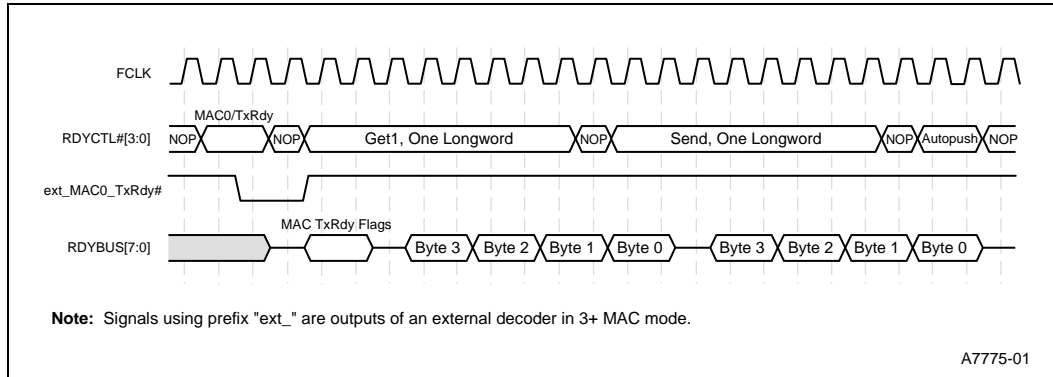 FCLK
MAC0/TxRdy
RDYCTL#[3:0] NOP NOP Get1, One Longword NOP Send, One Longword NOP Autopush NOP
ext_MAC0_TxRdy#
MAC TxRdy Flags
RDYBUS[7:0] Byte 3 Byte 2 Byte 1 Byte 0 Byte 3 Byte 2 Byte 1 Byte 0
Note: Signals using prefix "ext_" are outputs of an external decoder in 3+ MAC mode.
A7775-01